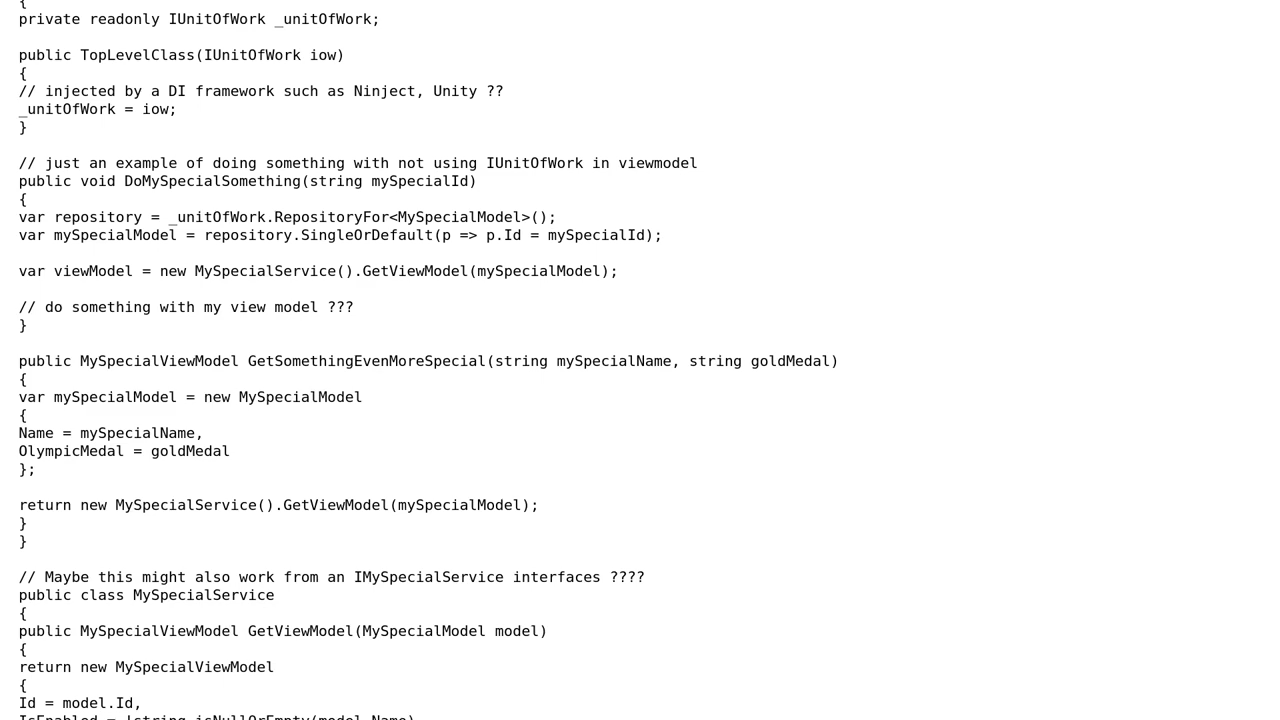 {
private readonly IUnitOfWork _unitOfWork;
public TopLevelClass(IUnitOfWork iow)
{
// injected by a DI framework such as Ninject, Unity ??
_unitOfWork = iow;
}
// just an example of doing something with not using IUnitOfWork in viewmodel
public void DoMySpecialSomething(string mySpecialId)
{
var repository = _unitOfWork.RepositoryFor<MySpecialModel>();
var mySpecialModel = repository.SingleOrDefault(p => p.Id = mySpecialId);
var viewModel = new MySpecialService().GetViewModel(mySpecialModel);
// do something with my view model ???
}
public MySpecialViewModel GetSomethingEvenMoreSpecial(string mySpecialName, string goldMedal)
{
var mySpecialModel = new MySpecialModel
{
Name = mySpecialName,
OlympicMedal = goldMedal
};
return new MySpecialService().GetViewModel(mySpecialModel);
}
}
// Maybe this might also work from an IMySpecialService interfaces ????
public class MySpecialService
{
public MySpecialViewModel GetViewModel(MySpecialModel model)
{
return new MySpecialViewModel
{
Id = model.Id,
IsEnabled = !string.isNullOrEmpty(model.Name)